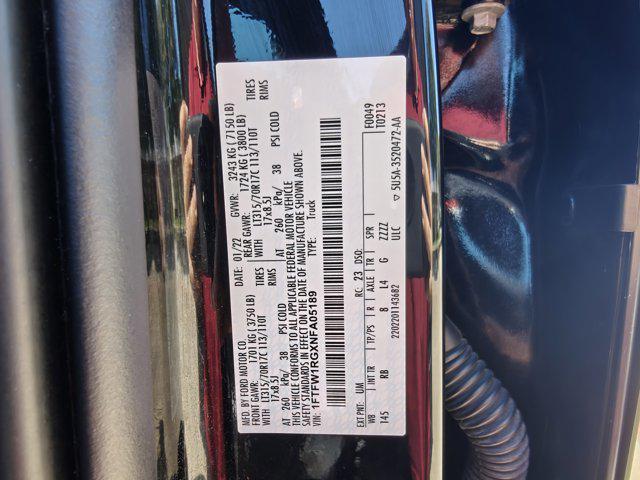 MFD. BY FORD MOTOR CO.
DATE: 01/22
GVWR: 3243 KG ( 7150 LB)
FRONT GAWR: 1701 KG ( 3750 LB)
REAR GAWR: 1724 KG ( 3800 LB)
WITH LT315/70R17C 113/110T TIRES
WITH LT315/70R17C 113/110T TIRES
17x8.5J RIMS
17x8.5J RIMS
AT 260 kPa/ 38 PSI COLD
AT 260 kPa/ 38 PSI COLD
THIS VEHICLE CONFORMS TO ALL APPLICABLE FEDERAL MOTOR VEHICLE
SAFETY STANDARDS IN EFFECT ON THE DATE OF MANUFACTURE SHOWN ABOVE.
VIN: 1FTFW1RGXNFA05189
TYPE: Truck
F0049
T0213
EXT PNT: UM RC: 23 DSO:
WB INT TR TP/PS R AXLE TR SPR
145 RB 8 L4 G ZZZZ
ULC
2202201143682
5U5A-3520472-AA